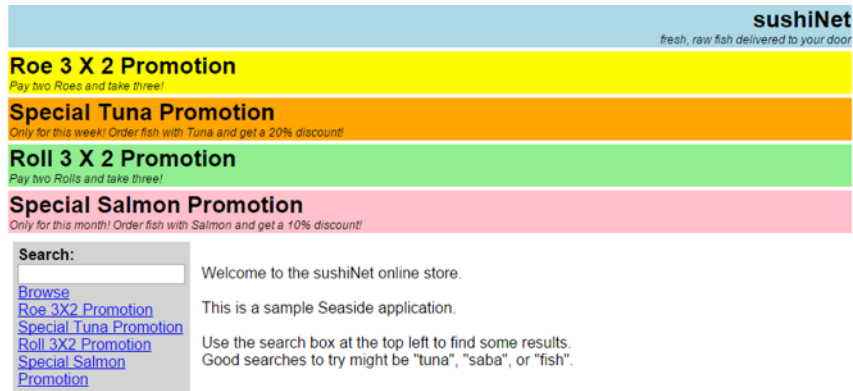 sushiNet
fresh, raw fish delivered to your door
Roe 3 X 2 Promotion
Pay two Roes and take three!
Special Tuna Promotion
Only for this week! Order fish with Tuna and get a 20% discount!
Roll 3 X 2 Promotion
Pay two Rolls and take three!
Special Salmon Promotion
Only for this month! Order fish with Salmon and get a 10% discount!
Search:
Browse
Roe 3X2 Promotion
Special Tuna Promotion
Roll 3X2 Promotion
Special Salmon
Promotion
Welcome to the sushiNet online store.
This is a sample Seaside application.
Use the search box at the top left to find some results.
Good searches to try might be "tuna", "saba", or "fish".